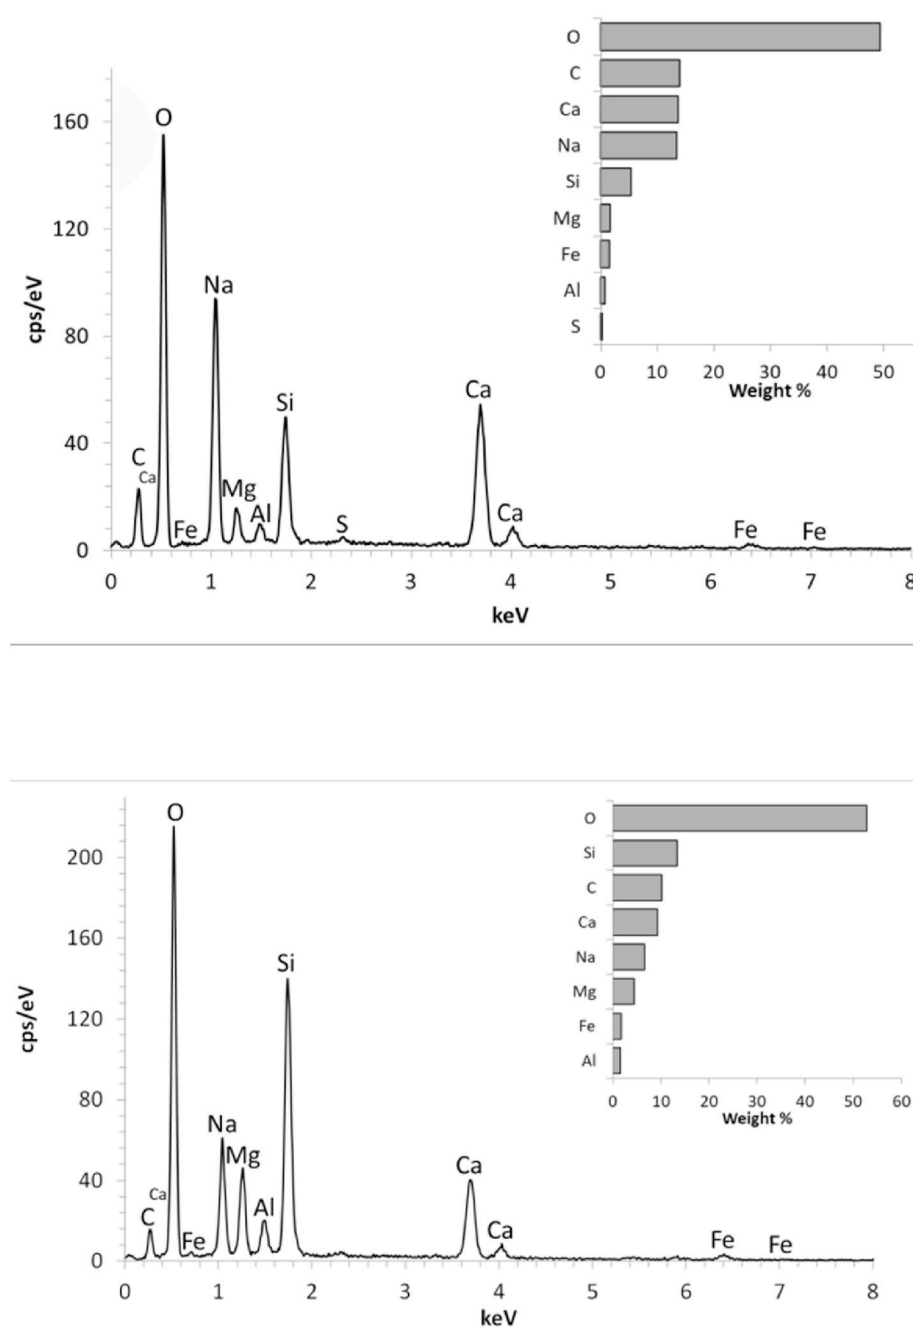 O
C
Ca
Na
Si
Mg
Fe
Al
S
0 10 20 30 40 50
Weight %
160
120
80
40
0
cps/eV
O
Na
Si
Ca
C
Ca
Mg
Al
Fe
S
Ca
Fe
Fe
0 1 2 3 4 5 6 7 8
keV
O
Si
C
Ca
Na
Mg
Fe
Al
0 10 20 30 40 50 60
Weight %
200
160
120
80
40
0
cps/eV
O
Si
Na
Mg
Ca
Ca
C
Al
Fe
Ca
Fe
Fe
0 1 2 3 4 5 6 7 8
keV